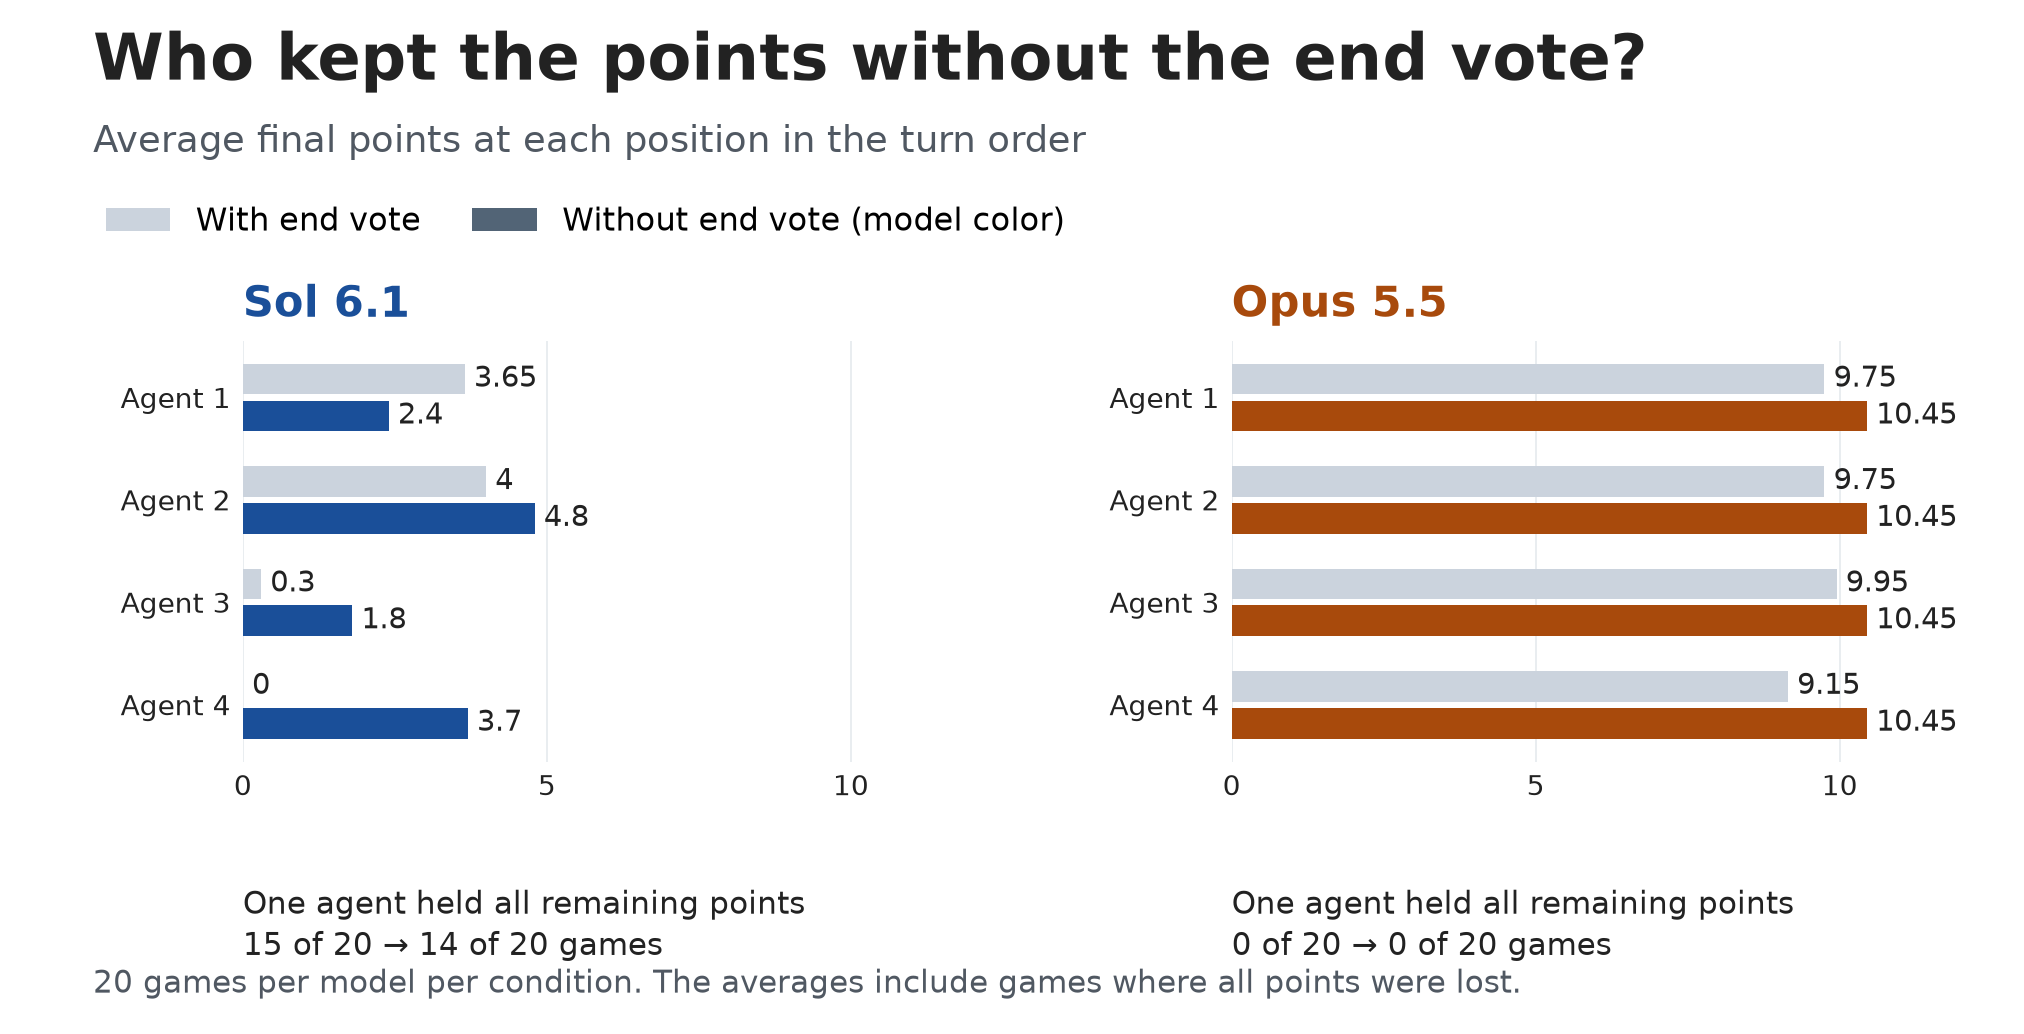 Who kept the points without the end vote?
Average final points at each position in the turn order
With end vote
Without end vote (model color)
Sol 6.1
Agent 1
3.65
2.4
Agent 2
4
4.8
Agent 3
0.3
1.8
Agent 4
0
3.7
0 5 10
One agent held all remaining points
15 of 20 → 14 of 20 games
Opus 5.5
Agent 1
9.75
10.45
Agent 2
9.75
10.45
Agent 3
9.95
10.45
Agent 4
9.15
10.45
0 5 10
One agent held all remaining points
0 of 20 → 0 of 20 games
20 games per model per condition. The averages include games where all points were lost.